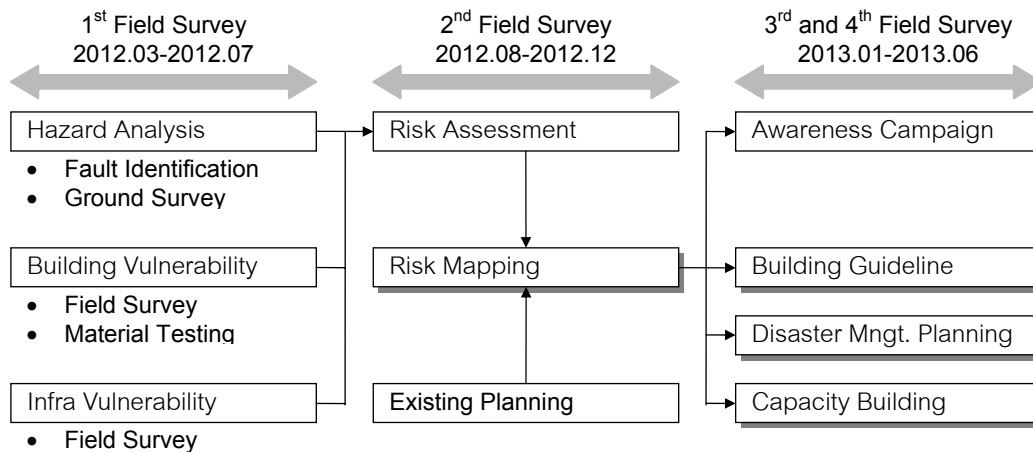 1st Field Survey
2012.03-2012.07
2nd Field Survey
2012.08-2012.12
3rd and 4th Field Survey
2013.01-2013.06
Hazard Analysis
• Fault Identification
• Ground Survey
Building Vulnerability
• Field Survey
• Material Testing
Infra Vulnerability
• Field Survey
Risk Assessment
Risk Mapping
Existing Planning
Awareness Campaign
Building Guideline
Disaster Mngt. Planning
Capacity Building